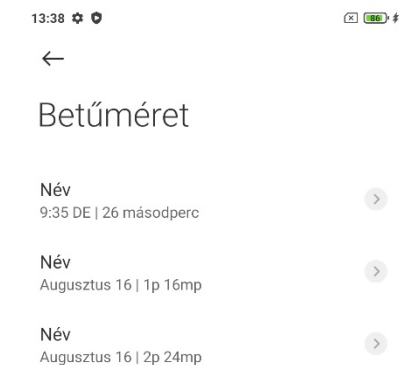 13:38
86
Betűméret
Név
9:35 DE | 26 másodperc
Név
Augusztus 16 | 1p 16mp
Név
Augusztus 16 | 2p 24mp